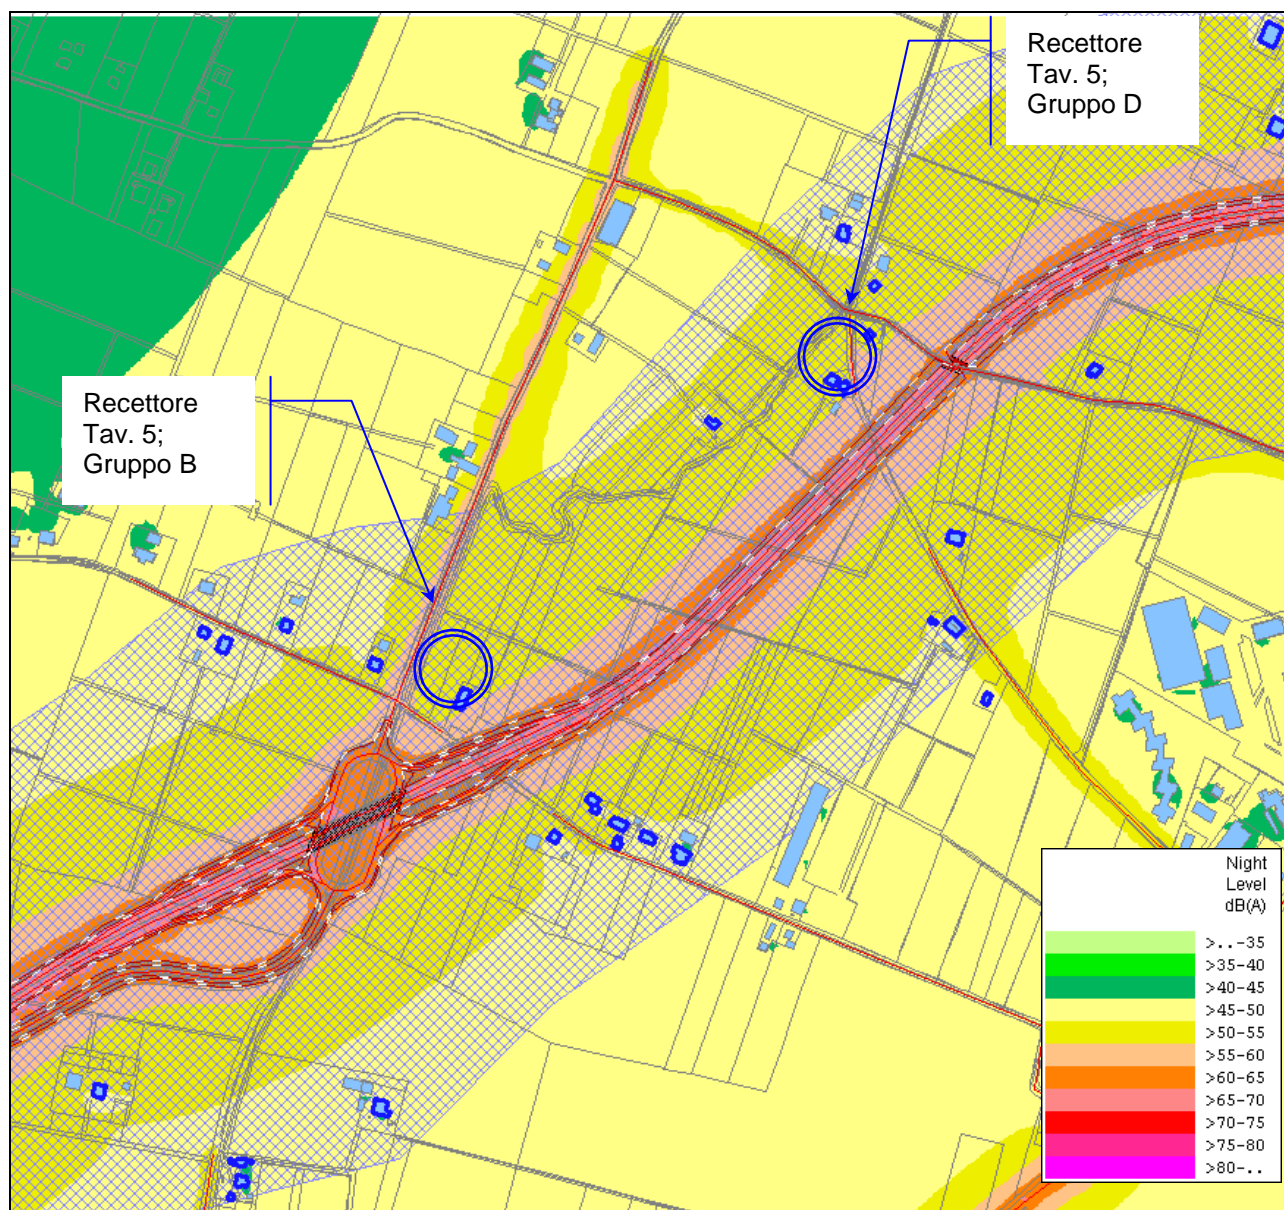 Recettore
Tav. 5;
Gruppo D
Recettore
Tav. 5;
Gruppo B
Night
Level
dB(A)
>..-35
>35-40
>40-45
>45-50
>50-55
>55-60
>60-65
>65-70
>70-75
>75-80
>80-..